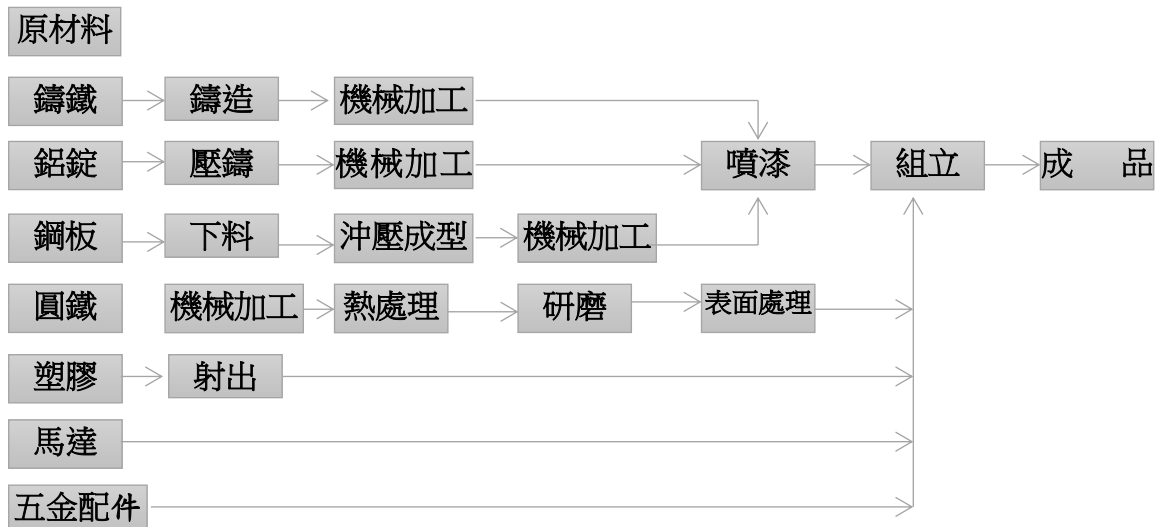 原材料
鑄鐵 鑄造 機械加工
鋁錠 壓鑄 機械加工 噴漆 組立 成 品
鋼板 下料 沖壓成型 機械加工
圓鐵 機械加工 熱處理 研磨 表面處理
塑膠 射出
馬達
五金配件